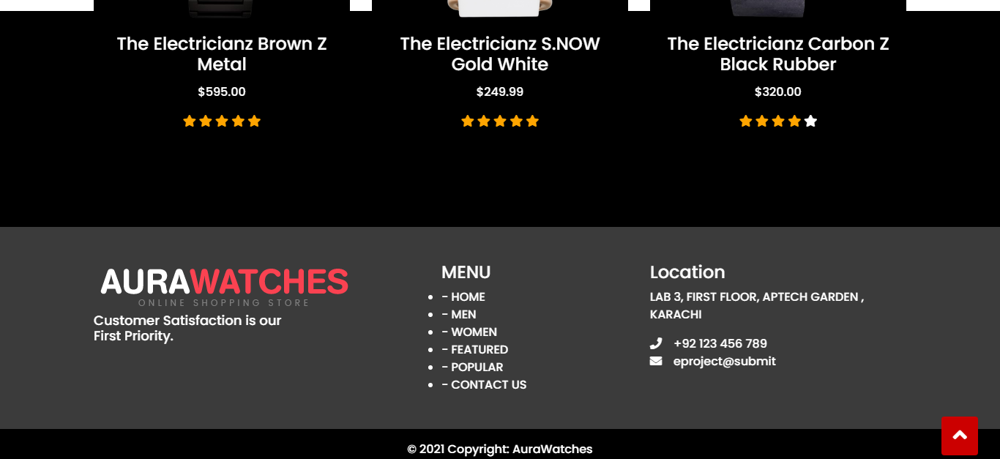 The Electricianz Brown Z
Metal
$595.00
The Electricianz S.NOW
Gold White
$249.99
The Electricianz Carbon Z
Black Rubber
$320.00
AURAWATCHES
ONLINE SHOPPING STORE
Customer Satisfaction is our
First Priority.
MENU
- HOME
- MEN
- WOMEN
- FEATURED
- POPULAR
- CONTACT US
Location
LAB 3, FIRST FLOOR, APTECH GARDEN ,
KARACHI
+92 123 456 789
eproject@submit
© 2021 Copyright: AuraWatches